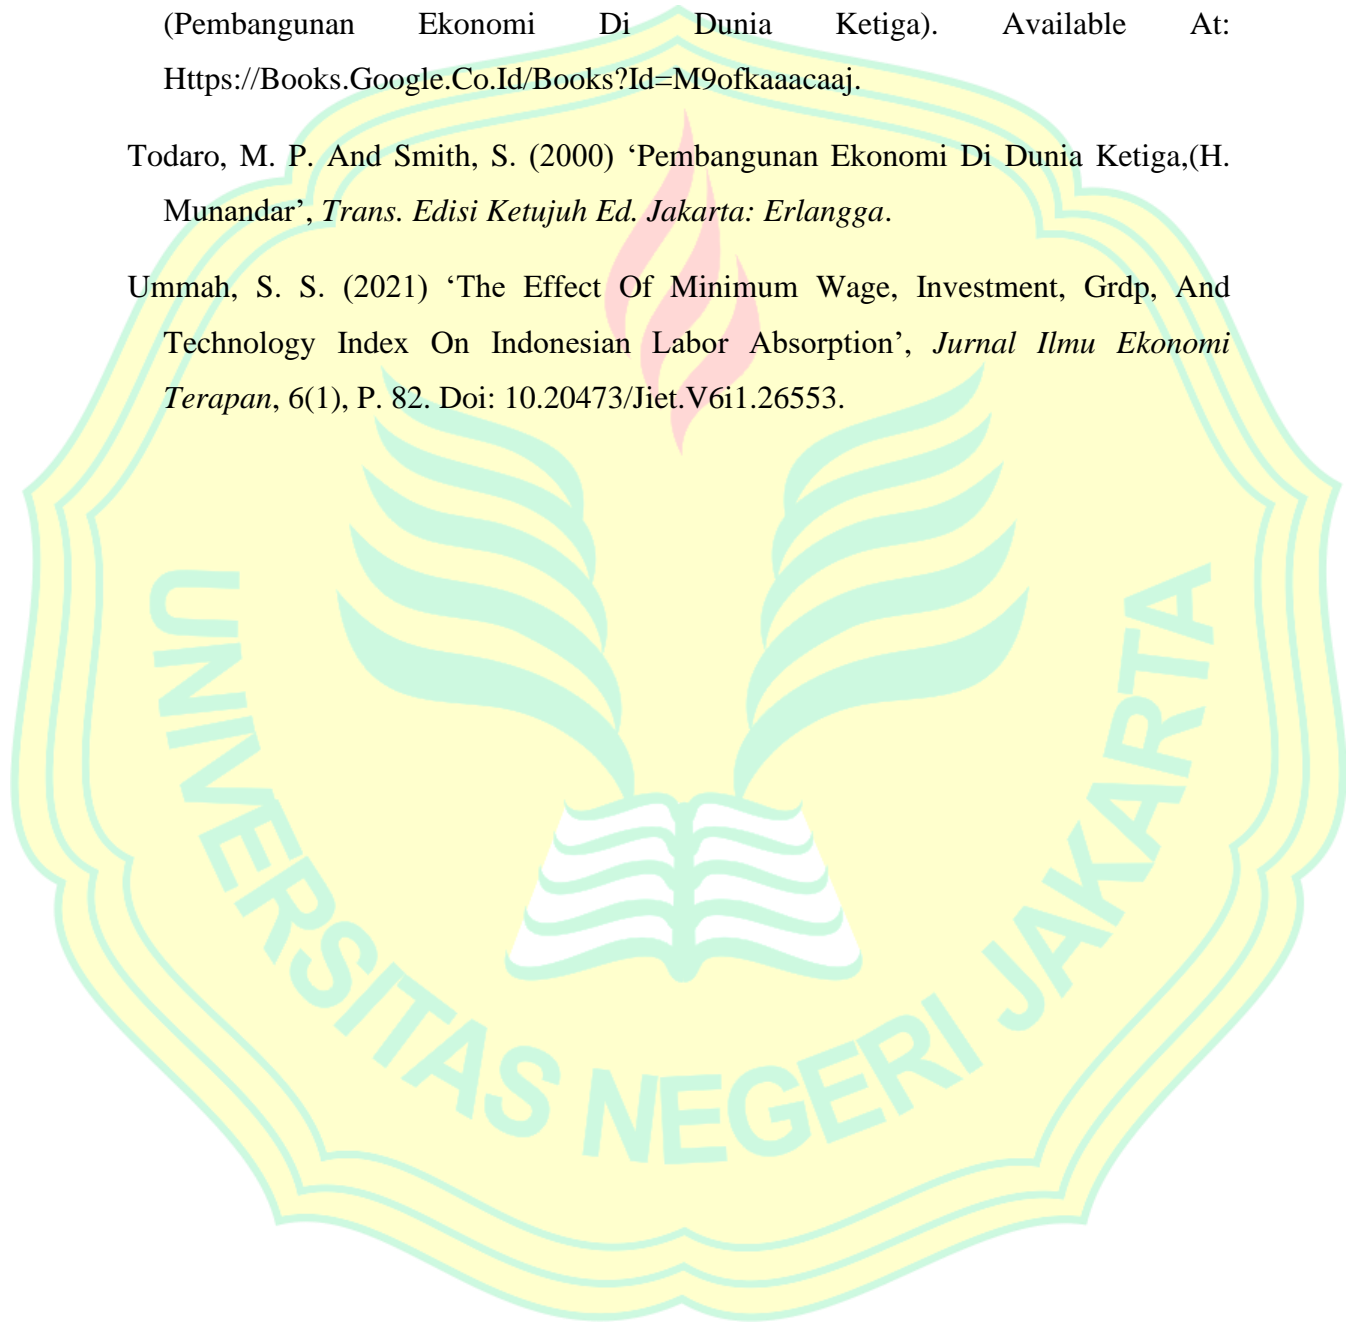 (Pembangunan Ekonomi Di Dunia Ketiga). Available At:
Https://Books.Google.Co.Id/Books?Id=M9ofkaaacaaj.
Todaro, M. P. And Smith, S. (2000) ‘Pembangunan Ekonomi Di Dunia Ketiga,(H.
Munandar’, Trans. Edisi Ketujuh Ed. Jakarta: Erlangga.
Ummah, S. S. (2021) ‘The Effect Of Minimum Wage, Investment, Grdp, And
Technology Index On Indonesian Labor Absorption’, Jurnal Ilmu Ekonomi
Terapan, 6(1), P. 82. Doi: 10.20473/Jiet.V6i1.26553.
UNIVERSITAS NEGERI JAKARTA